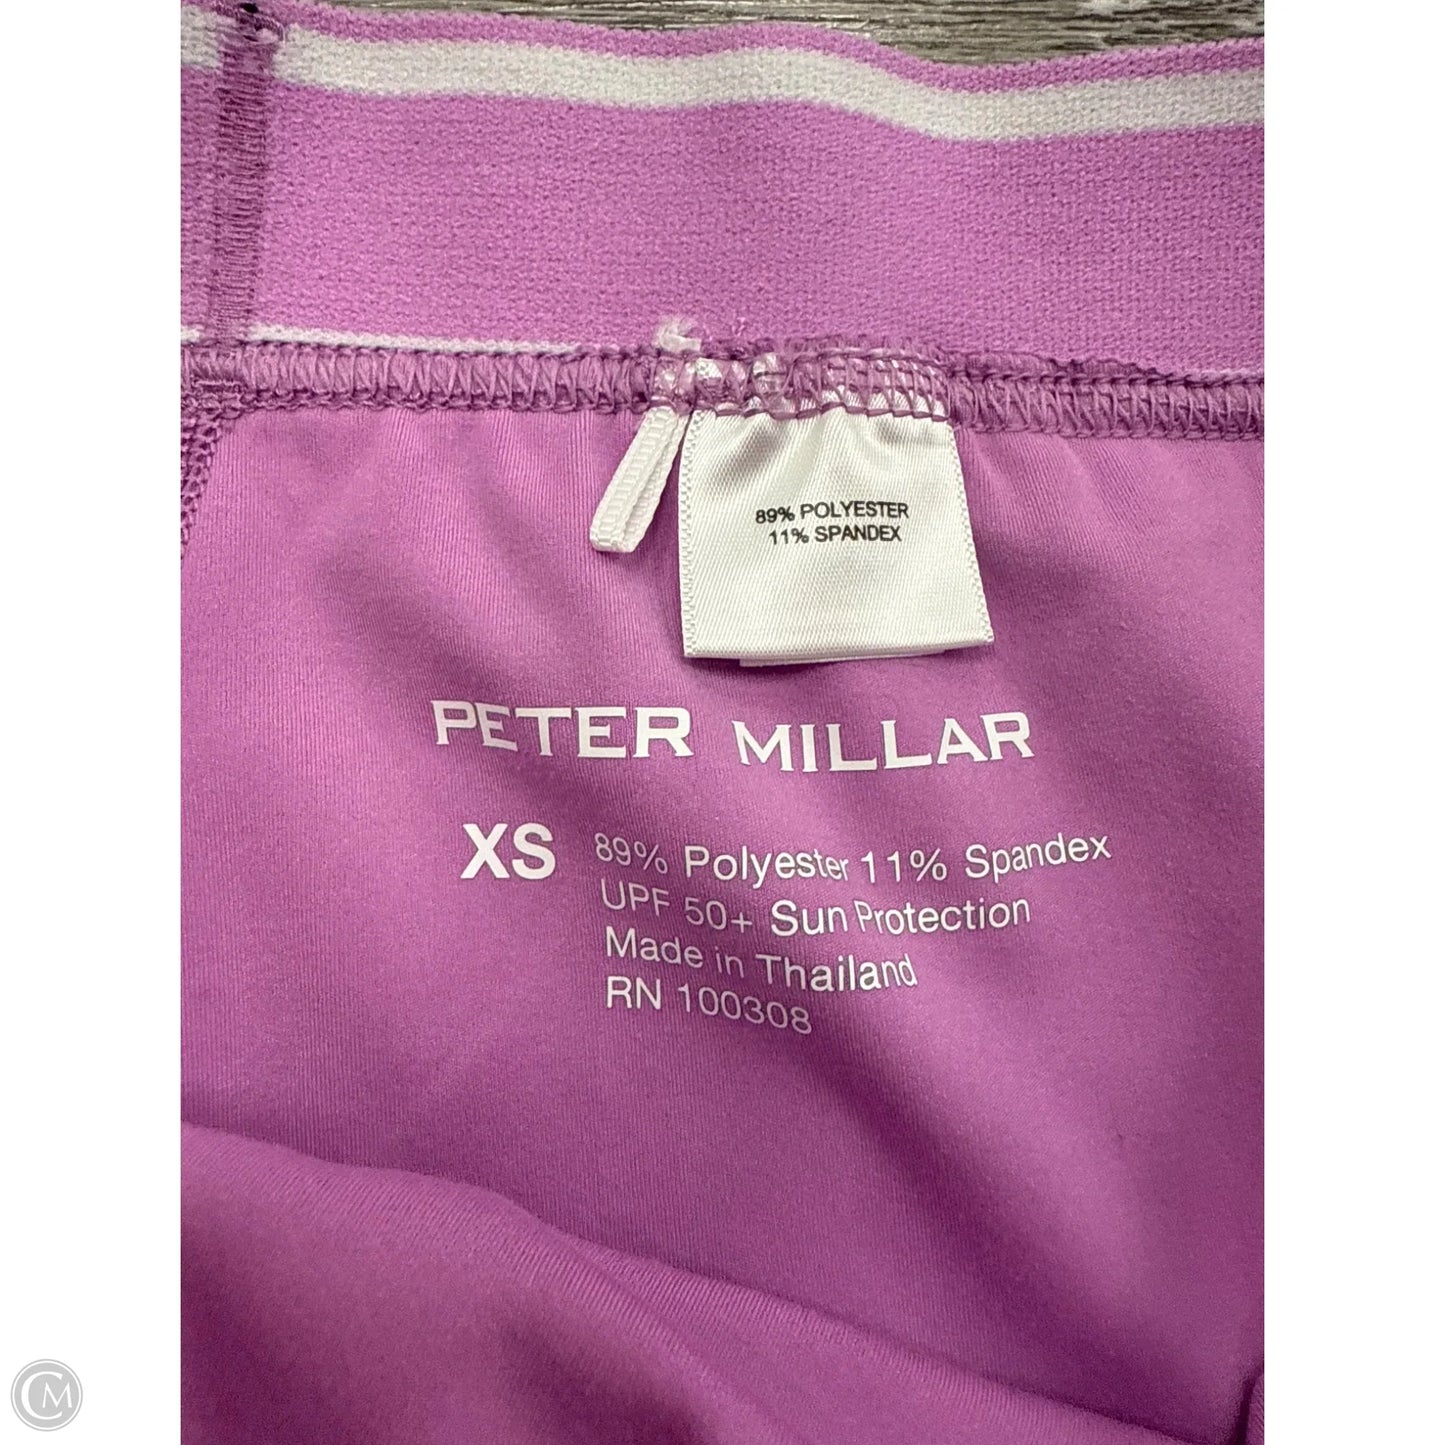 89% POLYESTER
11% SPANDEX
PETER MILLAR
XS
89% Polyester 11% Spandex
UPF 50+ Sun Protection
Made in Thailand
RN 100308
CM